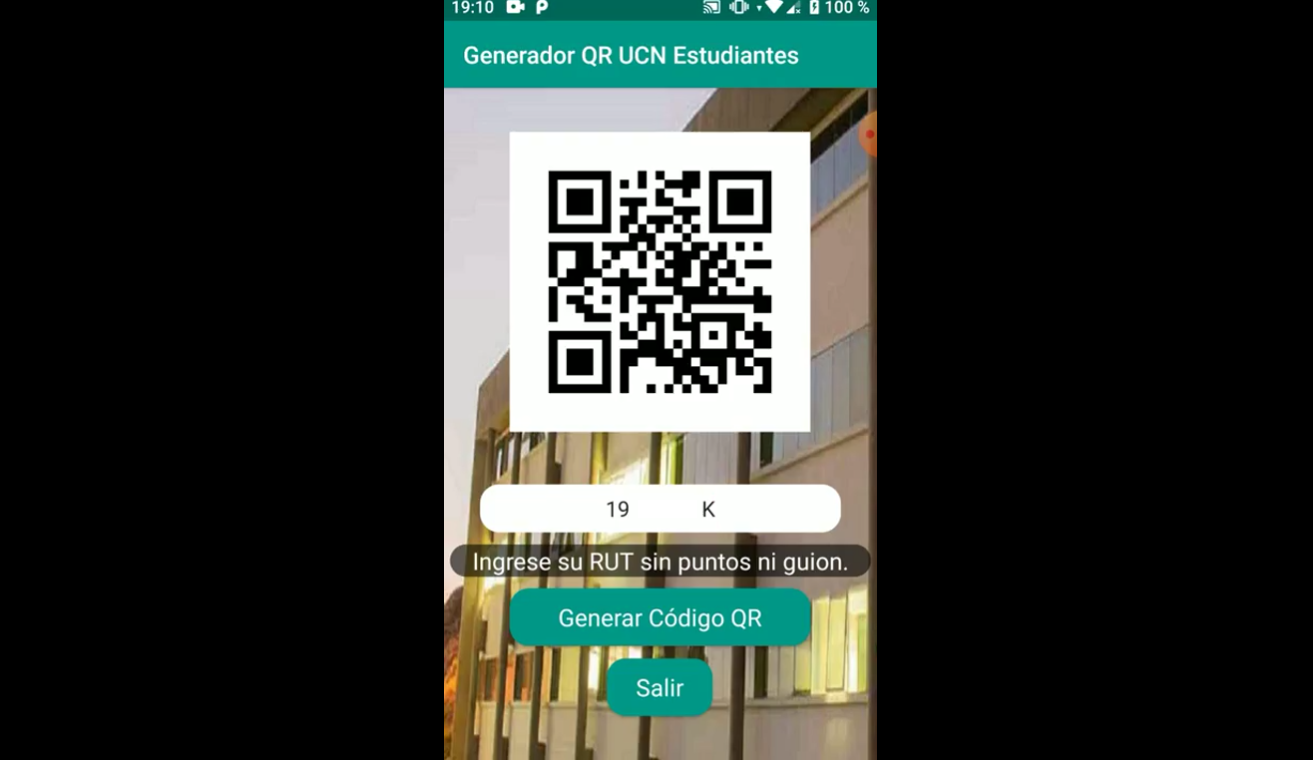 19:10 100 %
Generador QR UCN Estudiantes
19 K
Ingrese su RUT sin puntos ni guion.
Generar Código QR
Salir